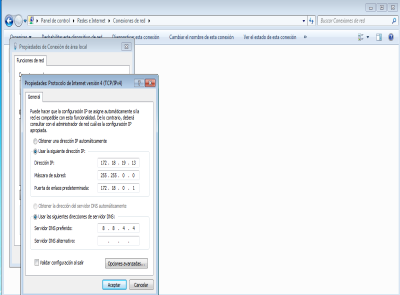 Panel de control ▸ Redes e Internet ▸ Conexiones de red ▸
Buscar Conexiones de red
Organizar Deshabilitar este dispositivo de red Diagnosticar esta conexión Cambiar el nombre de esta conexión Ver el estado de esta conexión »
Propiedades de Conexión de área local
Funciones de red
Propiedades: Protocolo de Internet versión 4 (TCP/IPv4)
General
Puede hacer que la configuración IP se asigne automáticamente si la
red es compatible con esta funcionalidad. De lo contrario, deberá
consultar con el administrador de red cuál es la configuración IP
apropiada.
Obtener una dirección IP automáticamente
Usar la siguiente dirección IP:
Dirección IP: 172 . 18 . 19 . 13
Máscara de subred: 255 . 255 . 0 . 0
Puerta de enlace predeterminada: 172 . 18 . 0 . 1
Obtener la dirección del servidor DNS automáticamente
Usar las siguientes direcciones de servidor DNS:
Servidor DNS preferido: 8 . 8 . 4 . 4
Servidor DNS alternativo: . . .
Validar configuración al salir
Opciones avanzadas...
Aceptar Cancelar